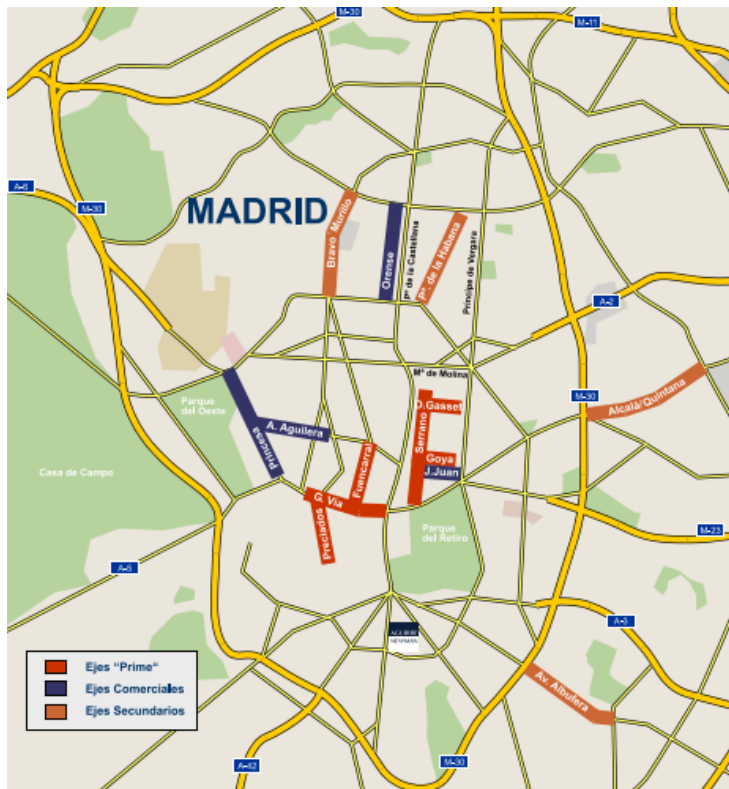 M-30
M-11
A-6
M-30
MADRID
Bravo Murillo
Orense
Pº de la Castellana
Pº. de la Habana
Príncipe de Vergara
A-2
Mª de Molina
M-30
Alcalá/Quintana
Parque
del Oeste
O.Gasset
Serrano
A. Aguilera
Princesa
Goya
J.Juan
Fuencarral
Casa de Campo
G. Vía
Preciados
Parque
del Retiro
M-23
A-5
A-3
AGUIRRE
NEWMAN
Av. Albufera
Ejes "Prime"
Ejes Comerciales
Ejes Secundarios
A-42
M-30